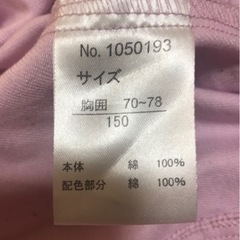 No. 1050193
サイズ
胸囲 70~78
150
本体 綿 100%
配色部分 綿 100%